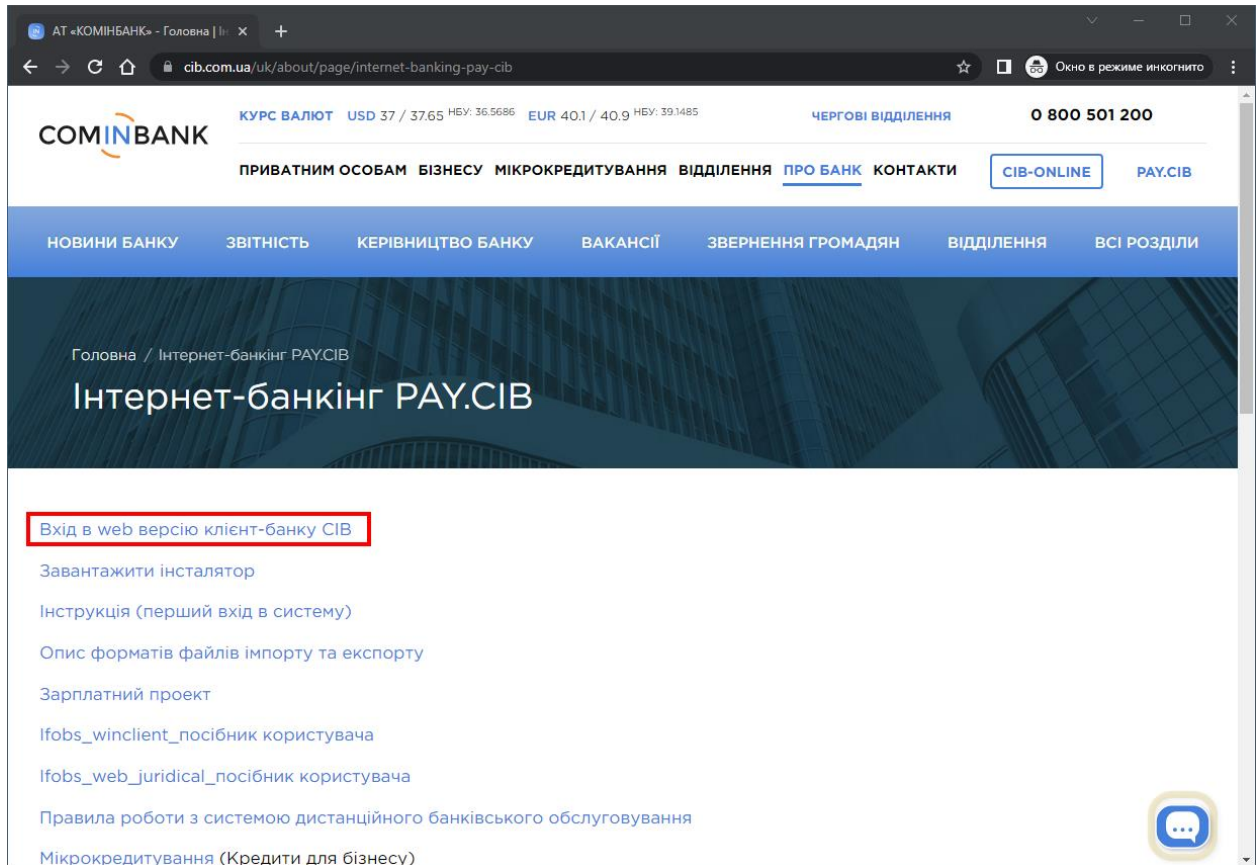 АТ «КОМІНБАНК» - Головна | Ін
cib.com.ua/uk/about/page/internet-banking-pay-cib
Окно в режиме инкогнито
COMINBANK
КУРС ВАЛЮТ USD 37 / 37.65 НБУ: 36.5686 EUR 40.1 / 40.9 НБУ: 39.1485 ЧЕРГОВІ ВІДДІЛЕННЯ 0 800 501 200
ПРИВАТНИМ ОСОБАМ БІЗНЕСУ МІКРОКРЕДИТУВАННЯ ВІДДІЛЕННЯ ПРО БАНК КОНТАКТИ CIB-ONLINE PAY.CIB
НОВИНИ БАНКУ ЗВІТНІСТЬ КЕРІВНИЦТВО БАНКУ ВАКАНСІЇ ЗВЕРНЕННЯ ГРОМАДЯН ВІДДІЛЕННЯ ВСІ РОЗДІЛИ
Головна / Інтернет-банкінг PAY.CIB
Інтернет-банкінг PAY.CIB
Вхід в web версію клієнт-банку CIB
Завантажити інсталятор
Інструкція (перший вхід в систему)
Опис форматів файлів імпорту та експорту
Зарплатний проект
Ifobs_winclient_посібник користувача
Ifobs_web_juridical_посібник користувача
Правила роботи з системою дистанційного банківського обслуговування
Мікрокредитування (Кредити для бізнесу)